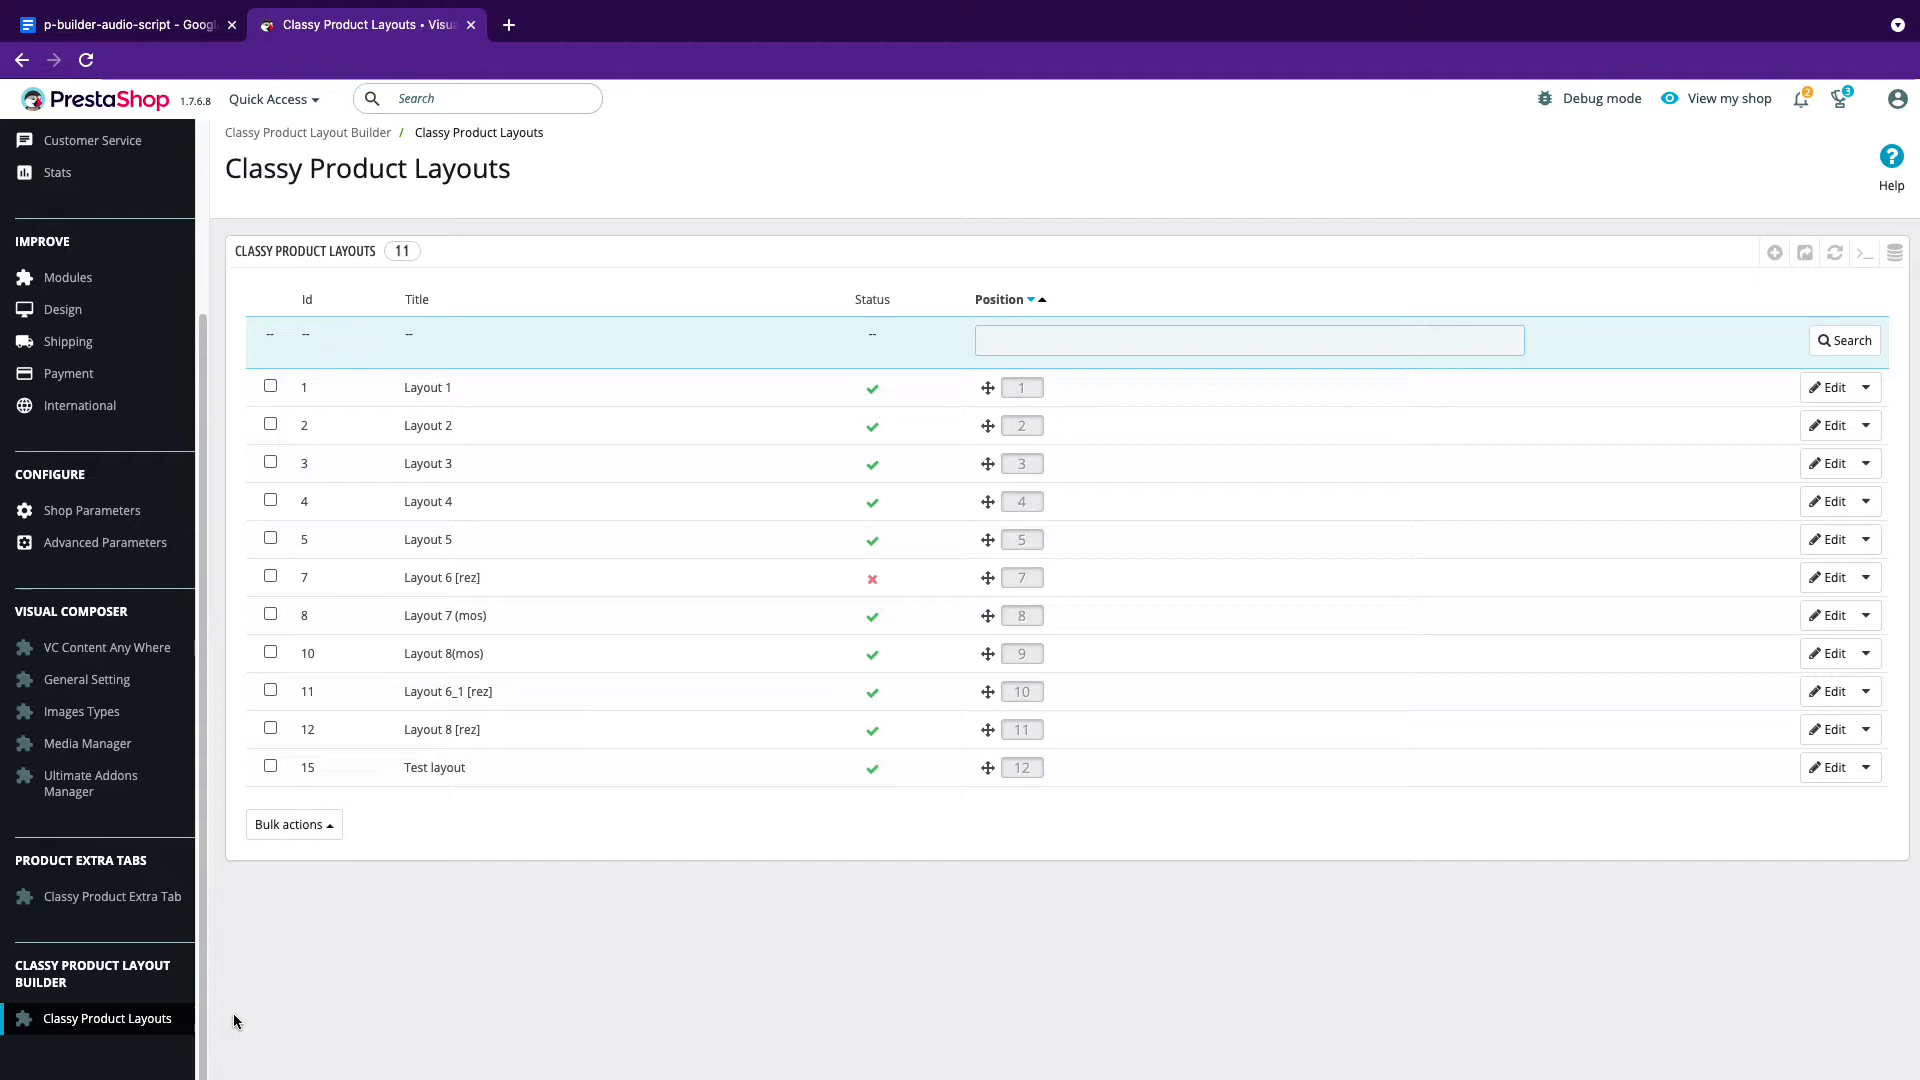 p-builder-audio-script - Googl
Classy Product Layouts • Visua
PrestaShop 1.7.6.8 Quick Access Search Debug mode View my shop 2 3
Customer Service
Stats
IMPROVE
Modules
Design
Shipping
Payment
International
CONFIGURE
Shop Parameters
Advanced Parameters
VISUAL COMPOSER
VC Content Any Where
General Setting
Images Types
Media Manager
Ultimate Addons
Manager
PRODUCT EXTRA TABS
Classy Product Extra Tab
CLASSY PRODUCT LAYOUT
BUILDER
Classy Product Layouts
Classy Product Layout Builder / Classy Product Layouts
Classy Product Layouts
? Help
CLASSY PRODUCT LAYOUTS 11
Id Title Status Position
-- -- -- -- Search
1 Layout 1 1 Edit
2 Layout 2 2 Edit
3 Layout 3 3 Edit
4 Layout 4 4 Edit
5 Layout 5 5 Edit
7 Layout 6 [rez] 7 Edit
8 Layout 7 (mos) 8 Edit
10 Layout 8(mos) 9 Edit
11 Layout 6_1 [rez] 10 Edit
12 Layout 8 [rez] 11 Edit
15 Test layout 12 Edit
Bulk actions